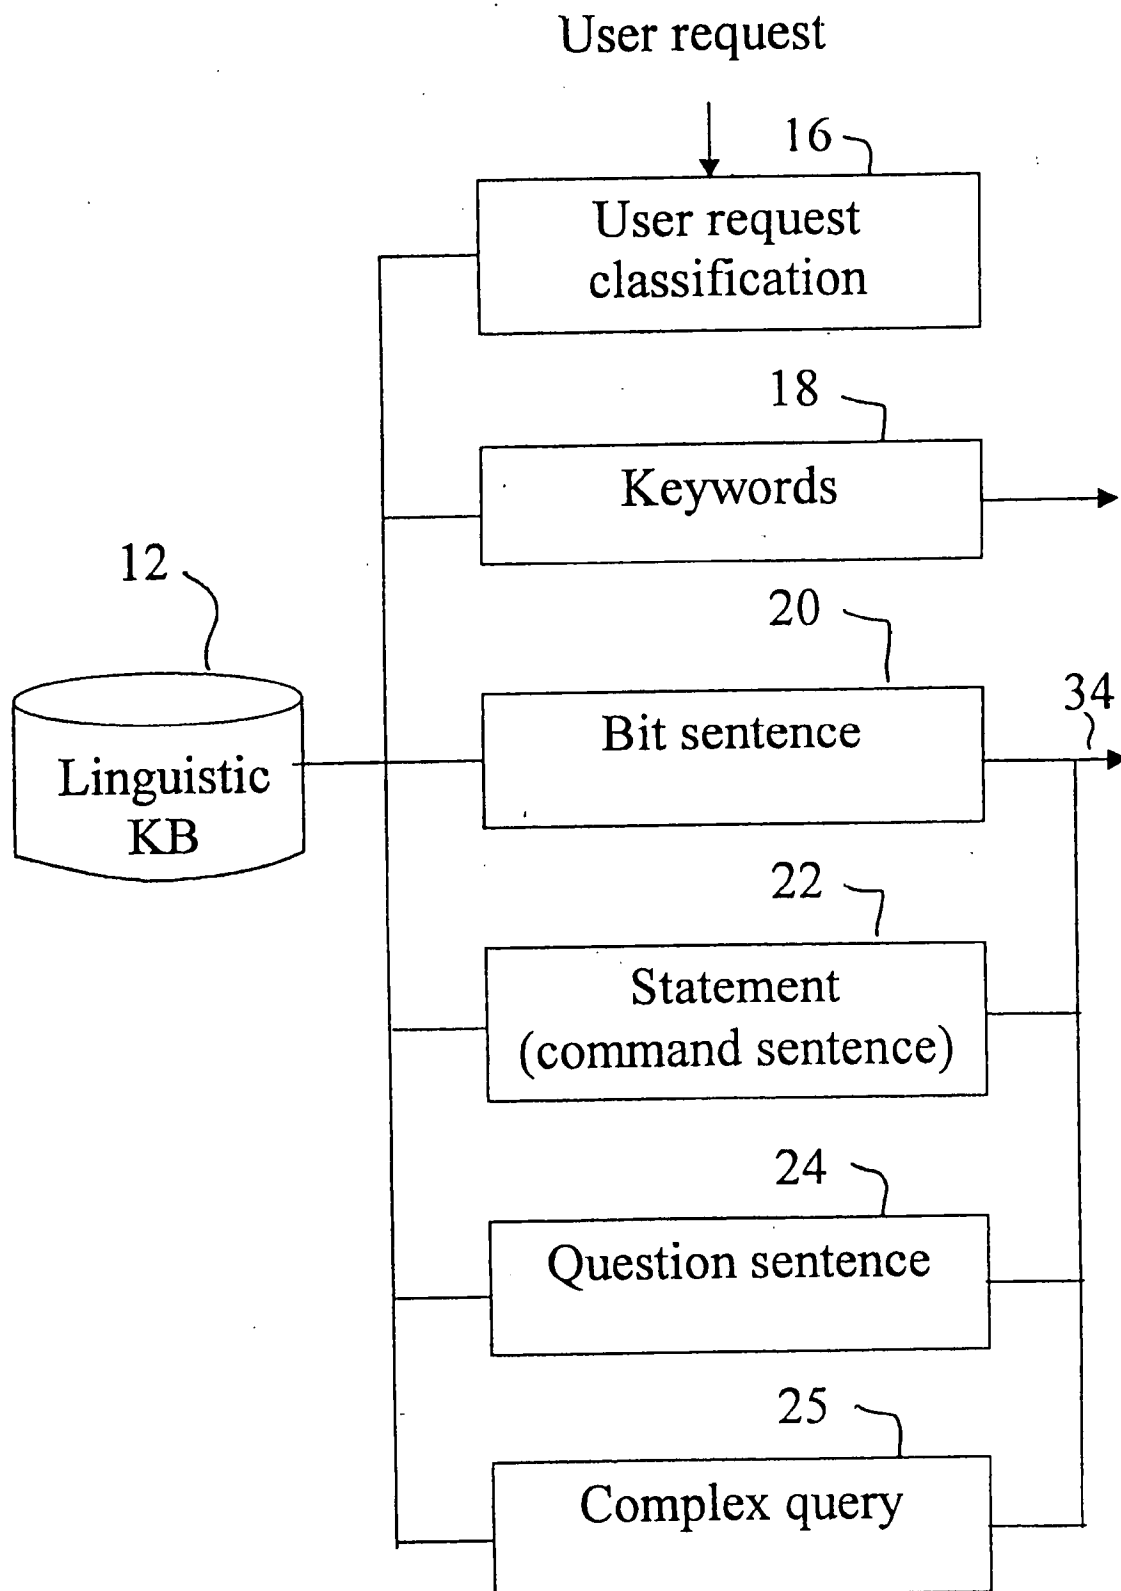 User request
16
User request
classification
18
Keywords
12
20
34
Bit sentence
Linguistic
KB
22
Statement
(command sentence)
24
Question sentence
25
Complex query